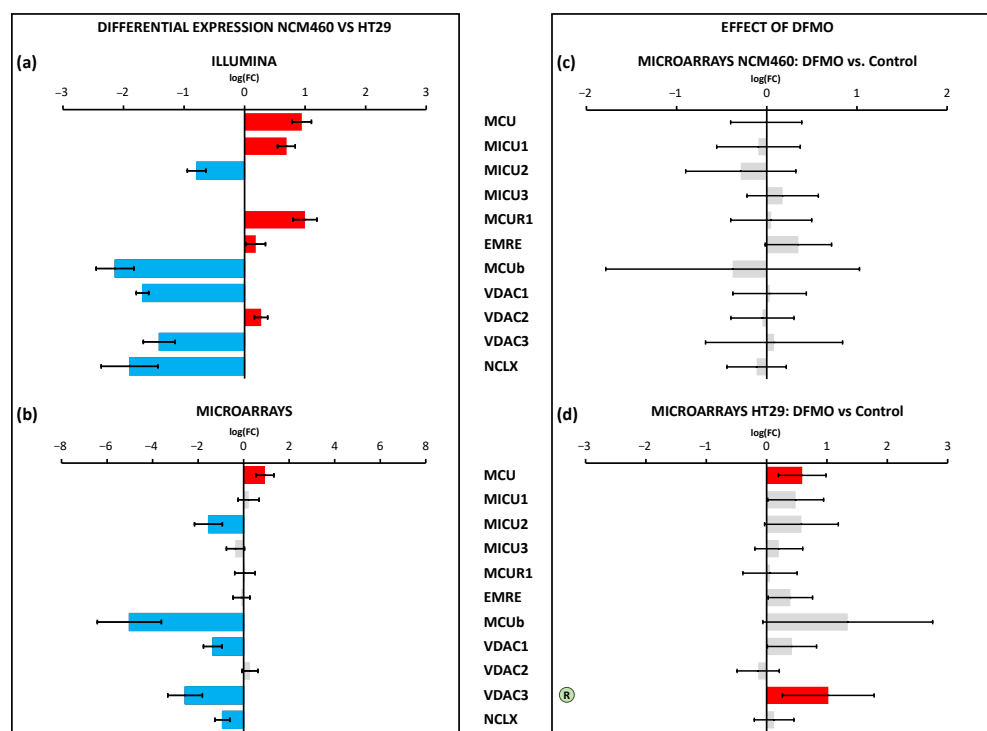 DIFFERENTIAL EXPRESSION NCM460 VS HT29
(a)
ILLUMINA
log(FC)
−3 −2 −1 0 1 2 3
EFFECT OF DFMO
(c)
MICROARRAYS NCM460: DFMO vs. Control
log(FC)
−2 −1 0 1 2
MCU
MICU1
MICU2
MICU3
MCUR1
EMRE
MCUb
VDAC1
VDAC2
VDAC3
NCLX
(b)
MICROARRAYS
log(FC)
−8 −6 −4 −2 0 2 4 6 8
(d)
MICROARRAYS HT29: DFMO vs Control
log(FC)
−3 −2 −1 0 1 2 3
MCU
MICU1
MICU2
MICU3
MCUR1
EMRE
MCUb
VDAC1
VDAC2
VDAC3
R
NCLX